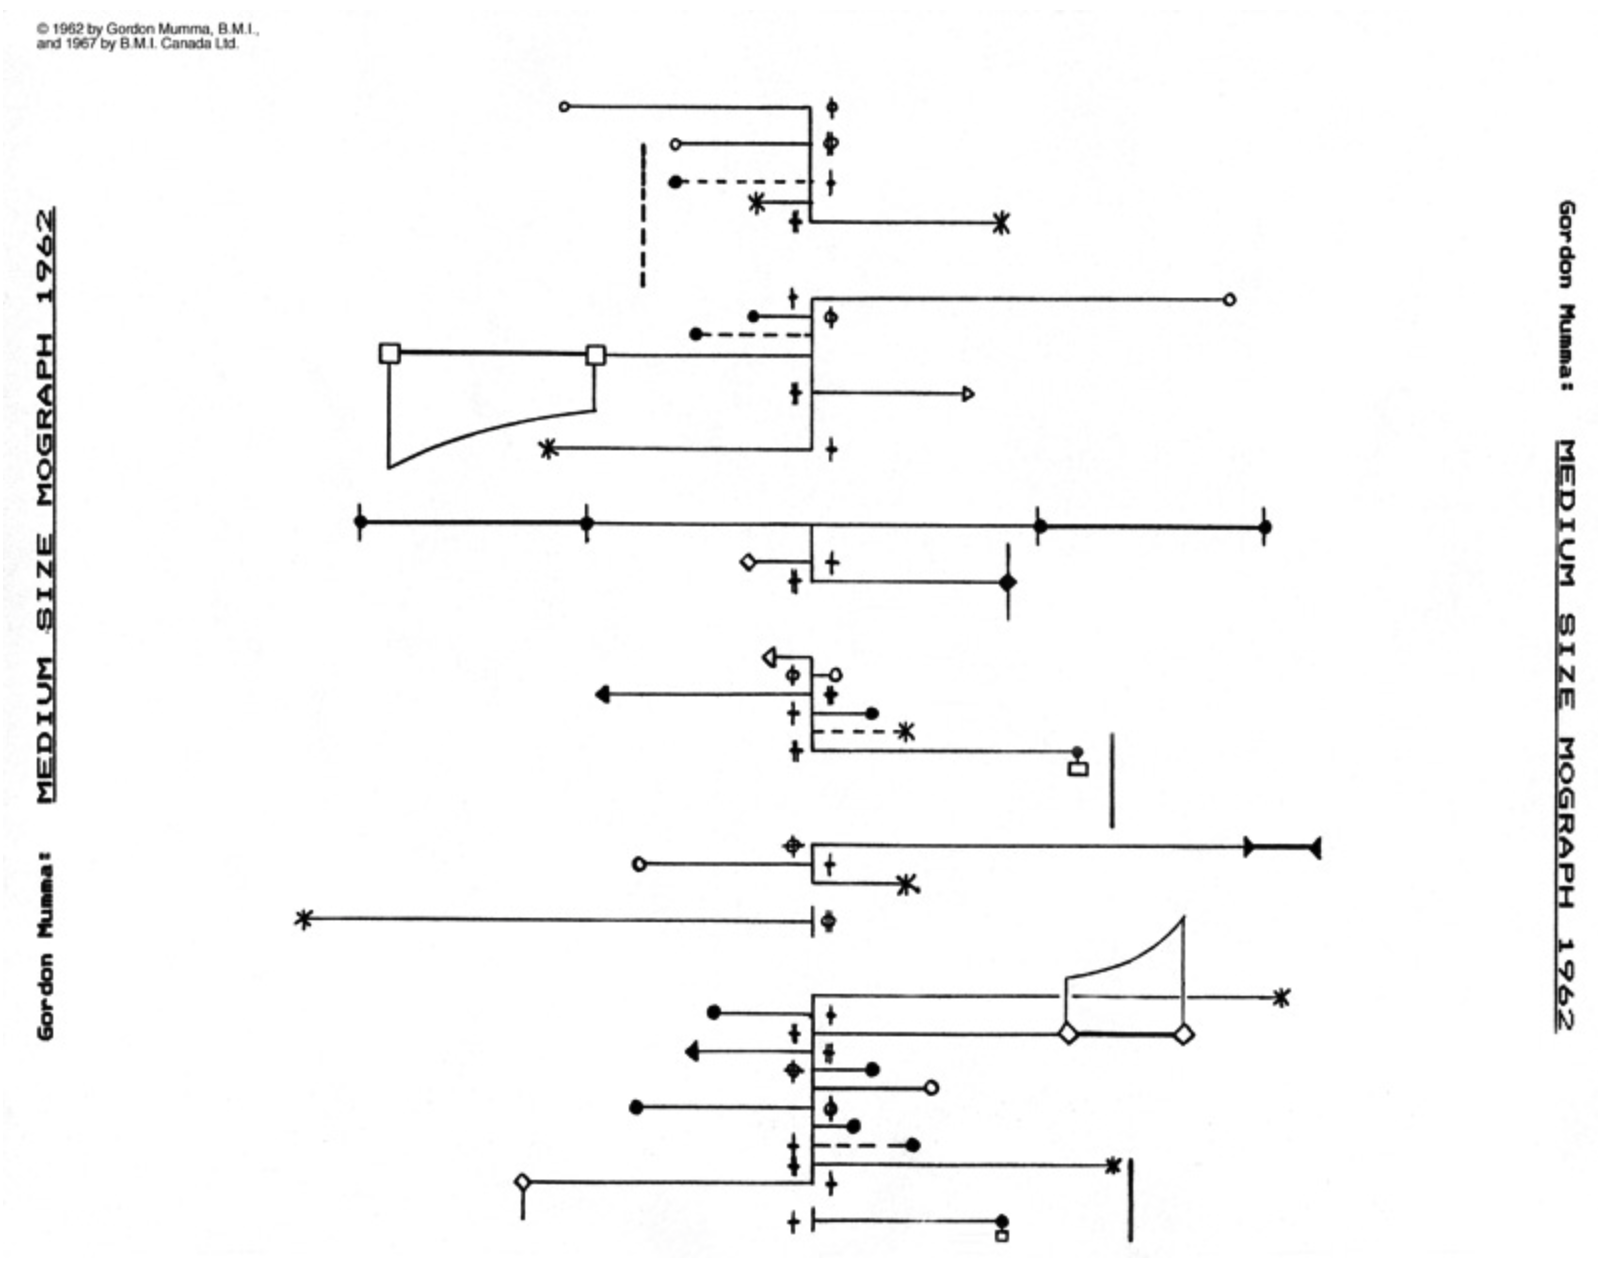 © 1962 by Gordon Mumma, B.M.I.,
and 1967 by B.M.I. Canada Ltd.
Gordon Mumma: MEDIUM SIZE MOGRAPH 1962
Gordon Mumma: MEDIUM SIZE MOGRAPH 1962